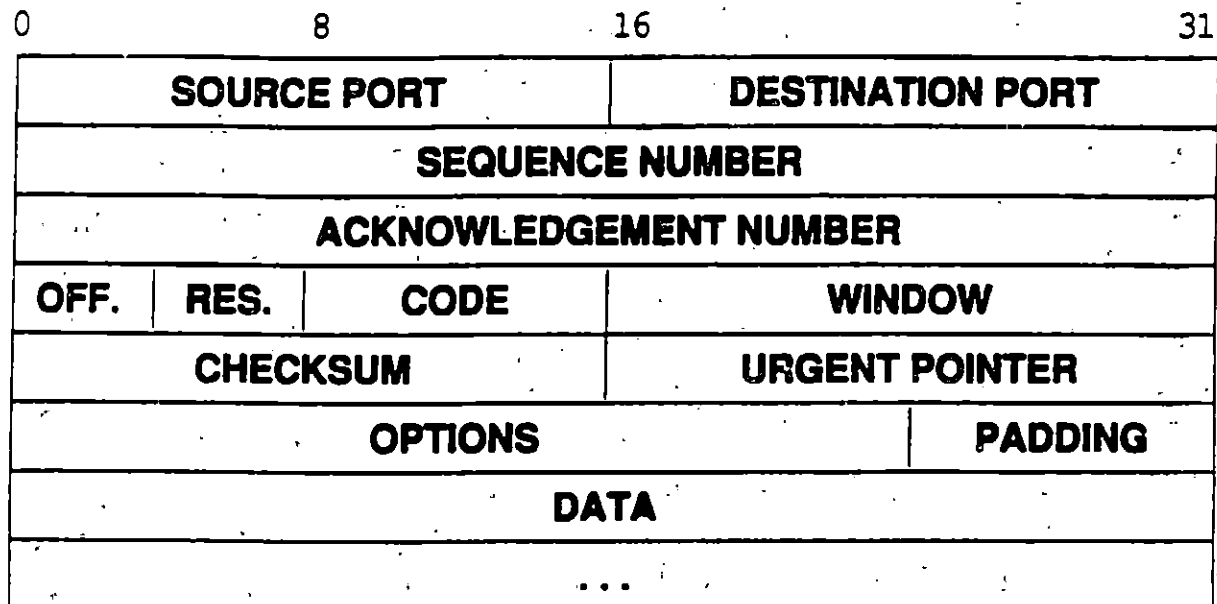 0 8 16 31
SOURCE PORT DESTINATION PORT
SEQUENCE NUMBER
ACKNOWLEDGEMENT NUMBER
OFF. RES. CODE WINDOW
CHECKSUM URGENT POINTER
OPTIONS PADDING
DATA
...